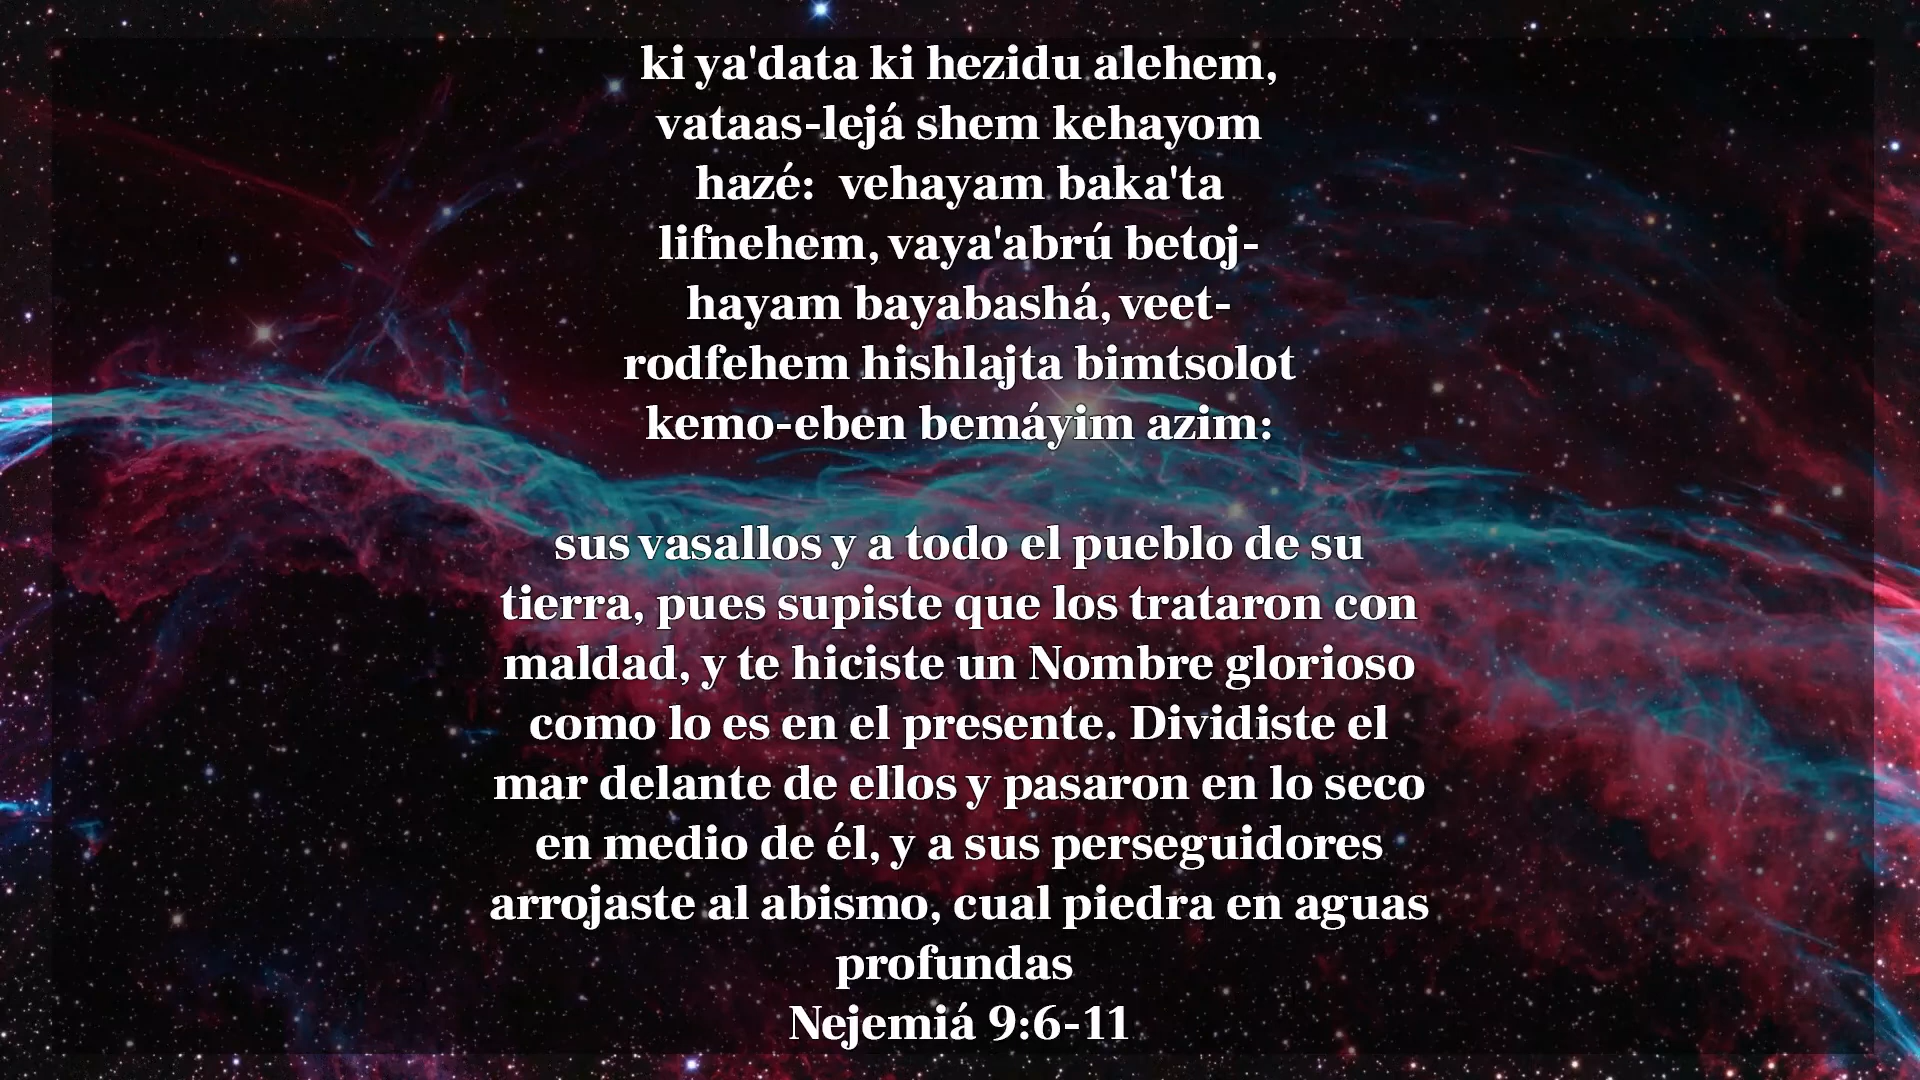 ki ya'data ki hezidu alehem,
vataas-lejá shem kehayom
hazé:  vehayam baka'ta
lifnehem, vaya'abrú betoj-
hayam bayabashá, veet-
rodfehem hishlajta bimtsolot
kemo-eben bemáyim azim:
sus vasallos y a todo el pueblo de su
tierra, pues supiste que los trataron con
maldad, y te hiciste un Nombre glorioso
como lo es en el presente. Dividiste el
mar delante de ellos y pasaron en lo seco
en medio de él, y a sus perseguidores
arrojaste al abismo, cual piedra en aguas
profundas
Nejemiá 9:6-11